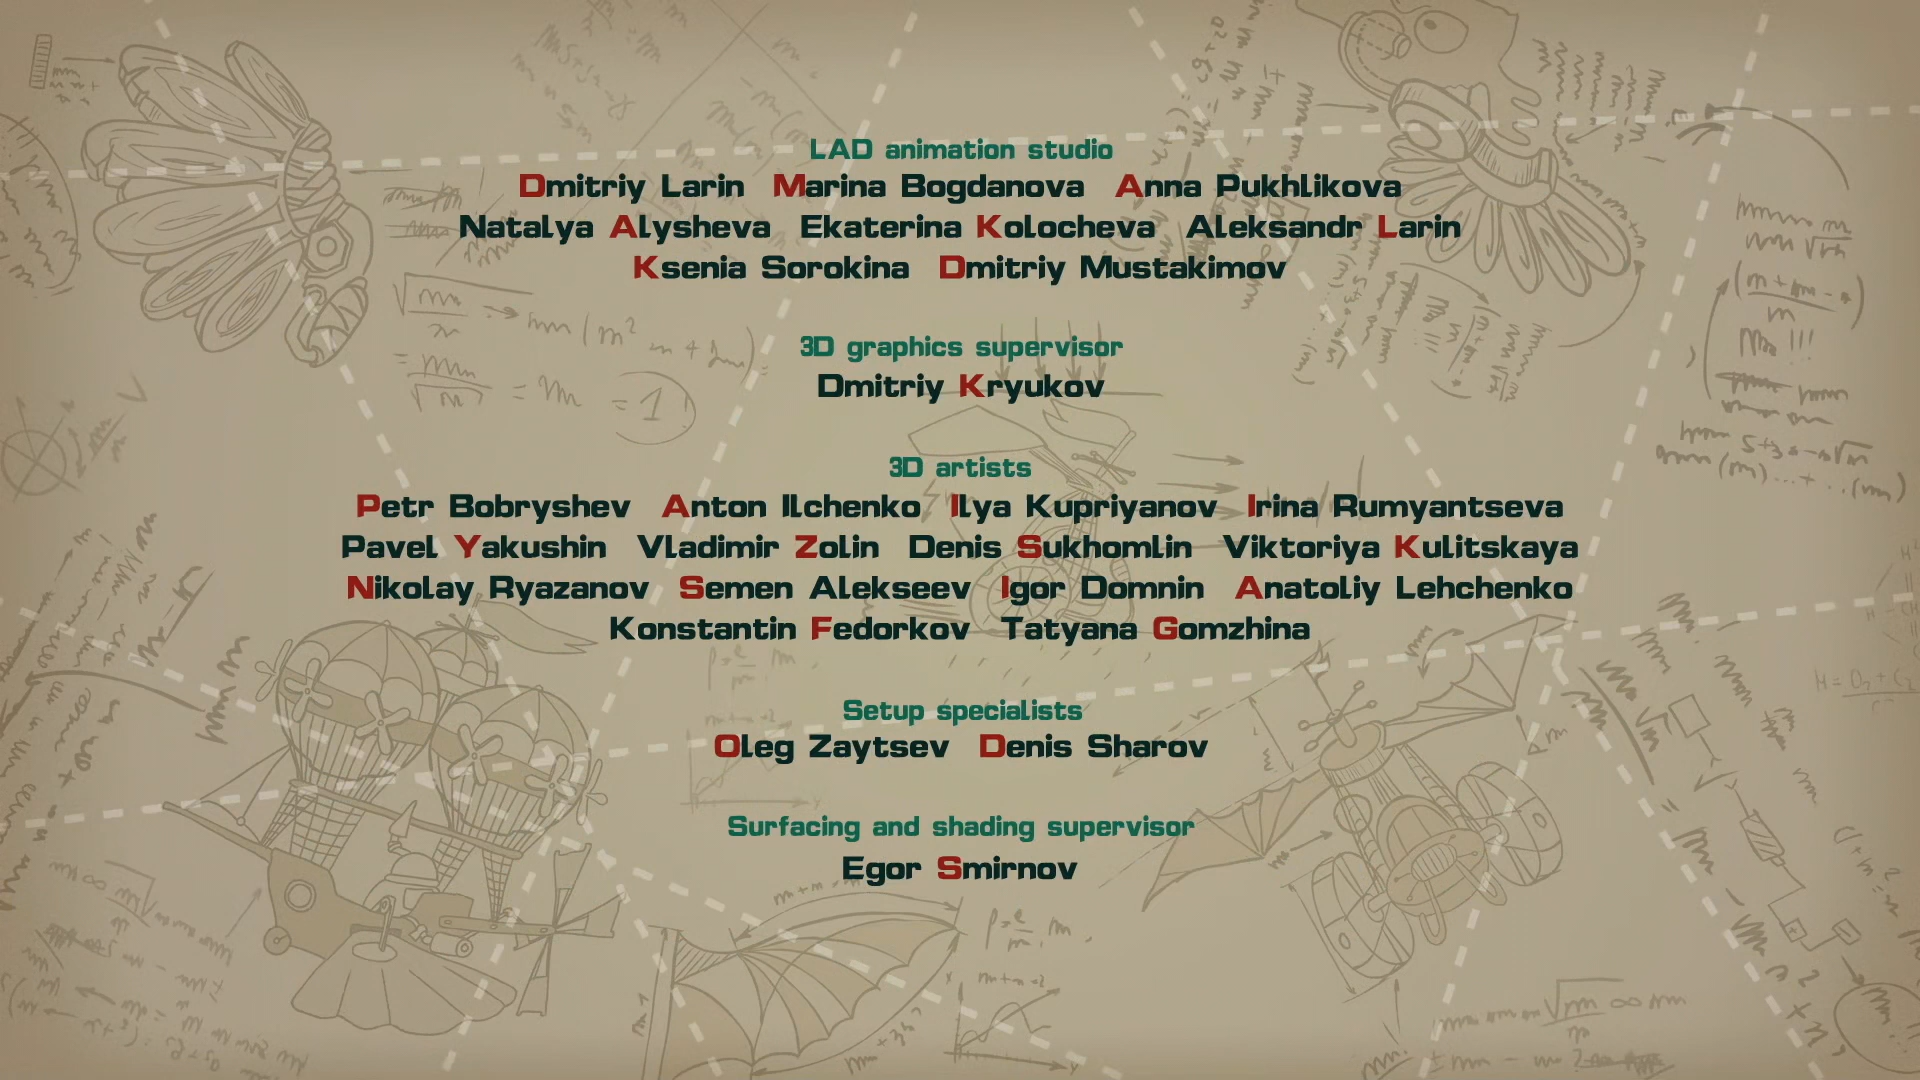 LAD animation studio
Dmitriy Larin Marina Bogdanova Anna Pukhlikova
Natalya Alysheva Ekaterina Kolocheva Aleksandr Larin
Ksenia Sorokina Dmitriy Mustakimov
3D graphics supervisor
Dmitriy Kryukov
3D artists
Petr Bobryshev Anton Ilchenko Ilya Kupriyanov Irina Rumyantseva
Pavel Yakushin Vladimir Zolin Denis Sukhomlin Viktoriya Kulitskaya
Nikolay Ryazanov Semen Alekseev Igor Domnin Anatoliy Lehchenko
Konstantin Fedorkov Tatyana Gomzhina
Setup specialists
Oleg Zaytsev Denis Sharov
Surfacing and shading supervisor
Egor Smirnov